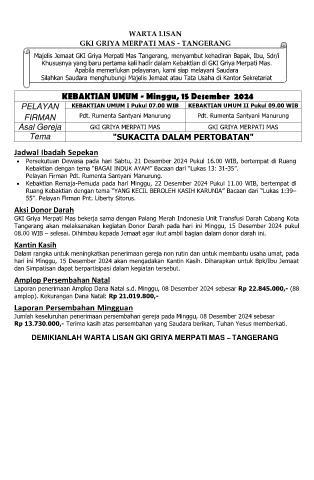 WARTA LISAN
GKI GRIYA MERPATI MAS - TANGERANG
Majelis Jemaat GKI Griya Merpati Mas Tangerang, menyambut kehadiran Bapak, Ibu, Sdr/i
Khususnya yang baru pertama kali hadir dalam Kebaktian di GKI Griya Merpati Mas.
Apabila memerlukan pelayanan, kami siap melayani Saudara
Silahkan Saudara menghubungi Majelis Jemaat atau Tata Usaha di Kantor Sekretariat
KEBAKTIAN UMUM - Minggu, 15 Desember 2024
PELAYAN FIRMAN KEBAKTIAN UMUM I Pukul 07.00 WIB KEBAKTIAN UMUM II Pukul 09.00 WIB
Pdt. Rumenta Santyani Manurung Pdt. Rumenta Santyani Manurung
Asal Gereja GKI GRIYA MERPATI MAS GKI GRIYA MERPATI MAS
Tema "SUKACITA DALAM PERTOBATAN"
Jadwal Ibadah Sepekan
• Persekutuan Dewasa pada hari Sabtu, 21 Desember 2024 Pukul 16.00 WIB, bertempat di Ruang
Kebaktian dengan tema "BAGAI INDUK AYAM" Bacaan dari "Lukas 13: 31-35".
Pelayan Firman Pdt. Rumenta Santyani Manurung.
• Kebaktian Remaja-Pemuda pada hari Minggu, 22 Desember 2024 Pukul 11.00 WIB, bertempat di
Ruang Kebaktian dengan tema "YANG KECIL BEROLEH KASIH KARUNIA" Bacaan dari "Lukas 1:39–
55". Pelayan Firman Pnt. Liberty Sitorus.
Aksi Donor Darah
GKI Griya Merpati Mas bekerja sama dengan Palang Merah Indonesia Unit Transfusi Darah Cabang Kota
Tangerang akan melaksanakan kegiatan Donor Darah pada hari ini Minggu, 15 Desember 2024 pukul
08.00 WIB – selesai. Dihimbau kepada Jemaat agar ikut ambil bagian dalam donor darah ini.
Kantin Kasih
Dalam rangka untuk meningkatkan penerimaan gereja non rutin dan untuk membantu usaha umat, pada
hari ini Minggu, 15 Desember 2024 akan mengadakan Kantin Kasih. Diharapkan untuk Bpk/Ibu Jemaat
dan Simpatisan dapat berpartisipasi dalam kegiatan tersebut.
Amplop Persembahan Natal
Laporan penerimaan Amplop Dana Natal s.d. Minggu, 08 Desember 2024 sebesar Rp 22.845.000,- (88
amplop). Kekurangan Dana Natal: Rp 21.019.800,-
Laporan Persembahan Mingguan
Jumlah keseluruhan penerimaan persembahan gereja pada Minggu, 08 Desember 2024 sebesar
Rp 13.730.000,- Terima kasih atas persembahan yang Saudara berikan, Tuhan Yesus memberkati.
DEMIKIANLAH WARTA LISAN GKI GRIYA MERPATI MAS – TANGERANG